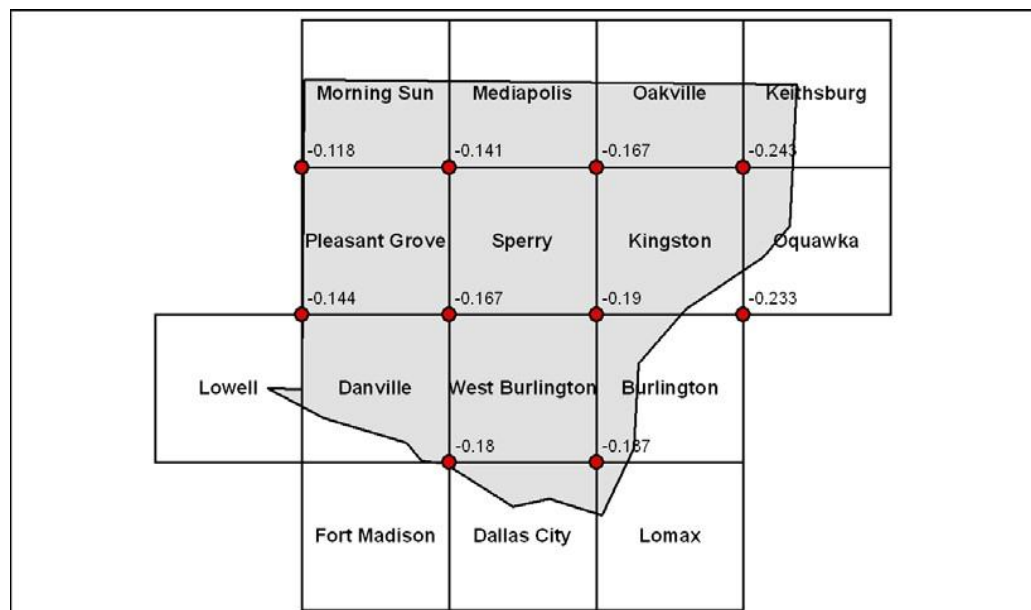 Morning Sun Mediapolis Oakville Keithsburg
-0.118 -0.141 -0.167 -0.243
Pleasant Grove Sperry Kingston Oquawka
-0.144 -0.167 -0.19 -0.233
Lowell Danville West Burlington Burlington
-0.18 -0.187
Fort Madison Dallas City Lomax